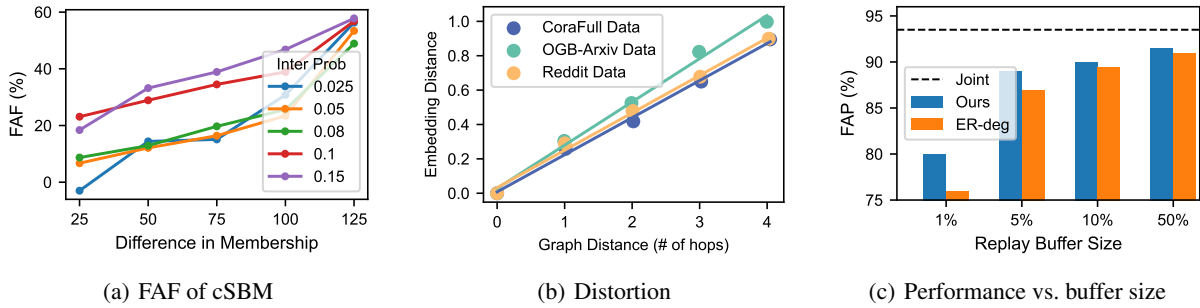 60
40
20
0
FAF (%)
25
50
75
100
125
Difference in Membership
Inter Prob
0.025
0.05
0.08
0.1
0.15
(a) FAF of cSBM
1.0
0.8
0.6
0.4
0.2
0.0
Embedding Distance
0
1
2
3
4
Graph Distance (# of hops)
CoraFull Data
OGB-Arxiv Data
Reddit Data
(b) Distortion
95
90
85
80
75
FAP (%)
1%
5%
10%
50%
Replay Buffer Size
Joint
Ours
ER-deg
(c) Performance vs. buffer size